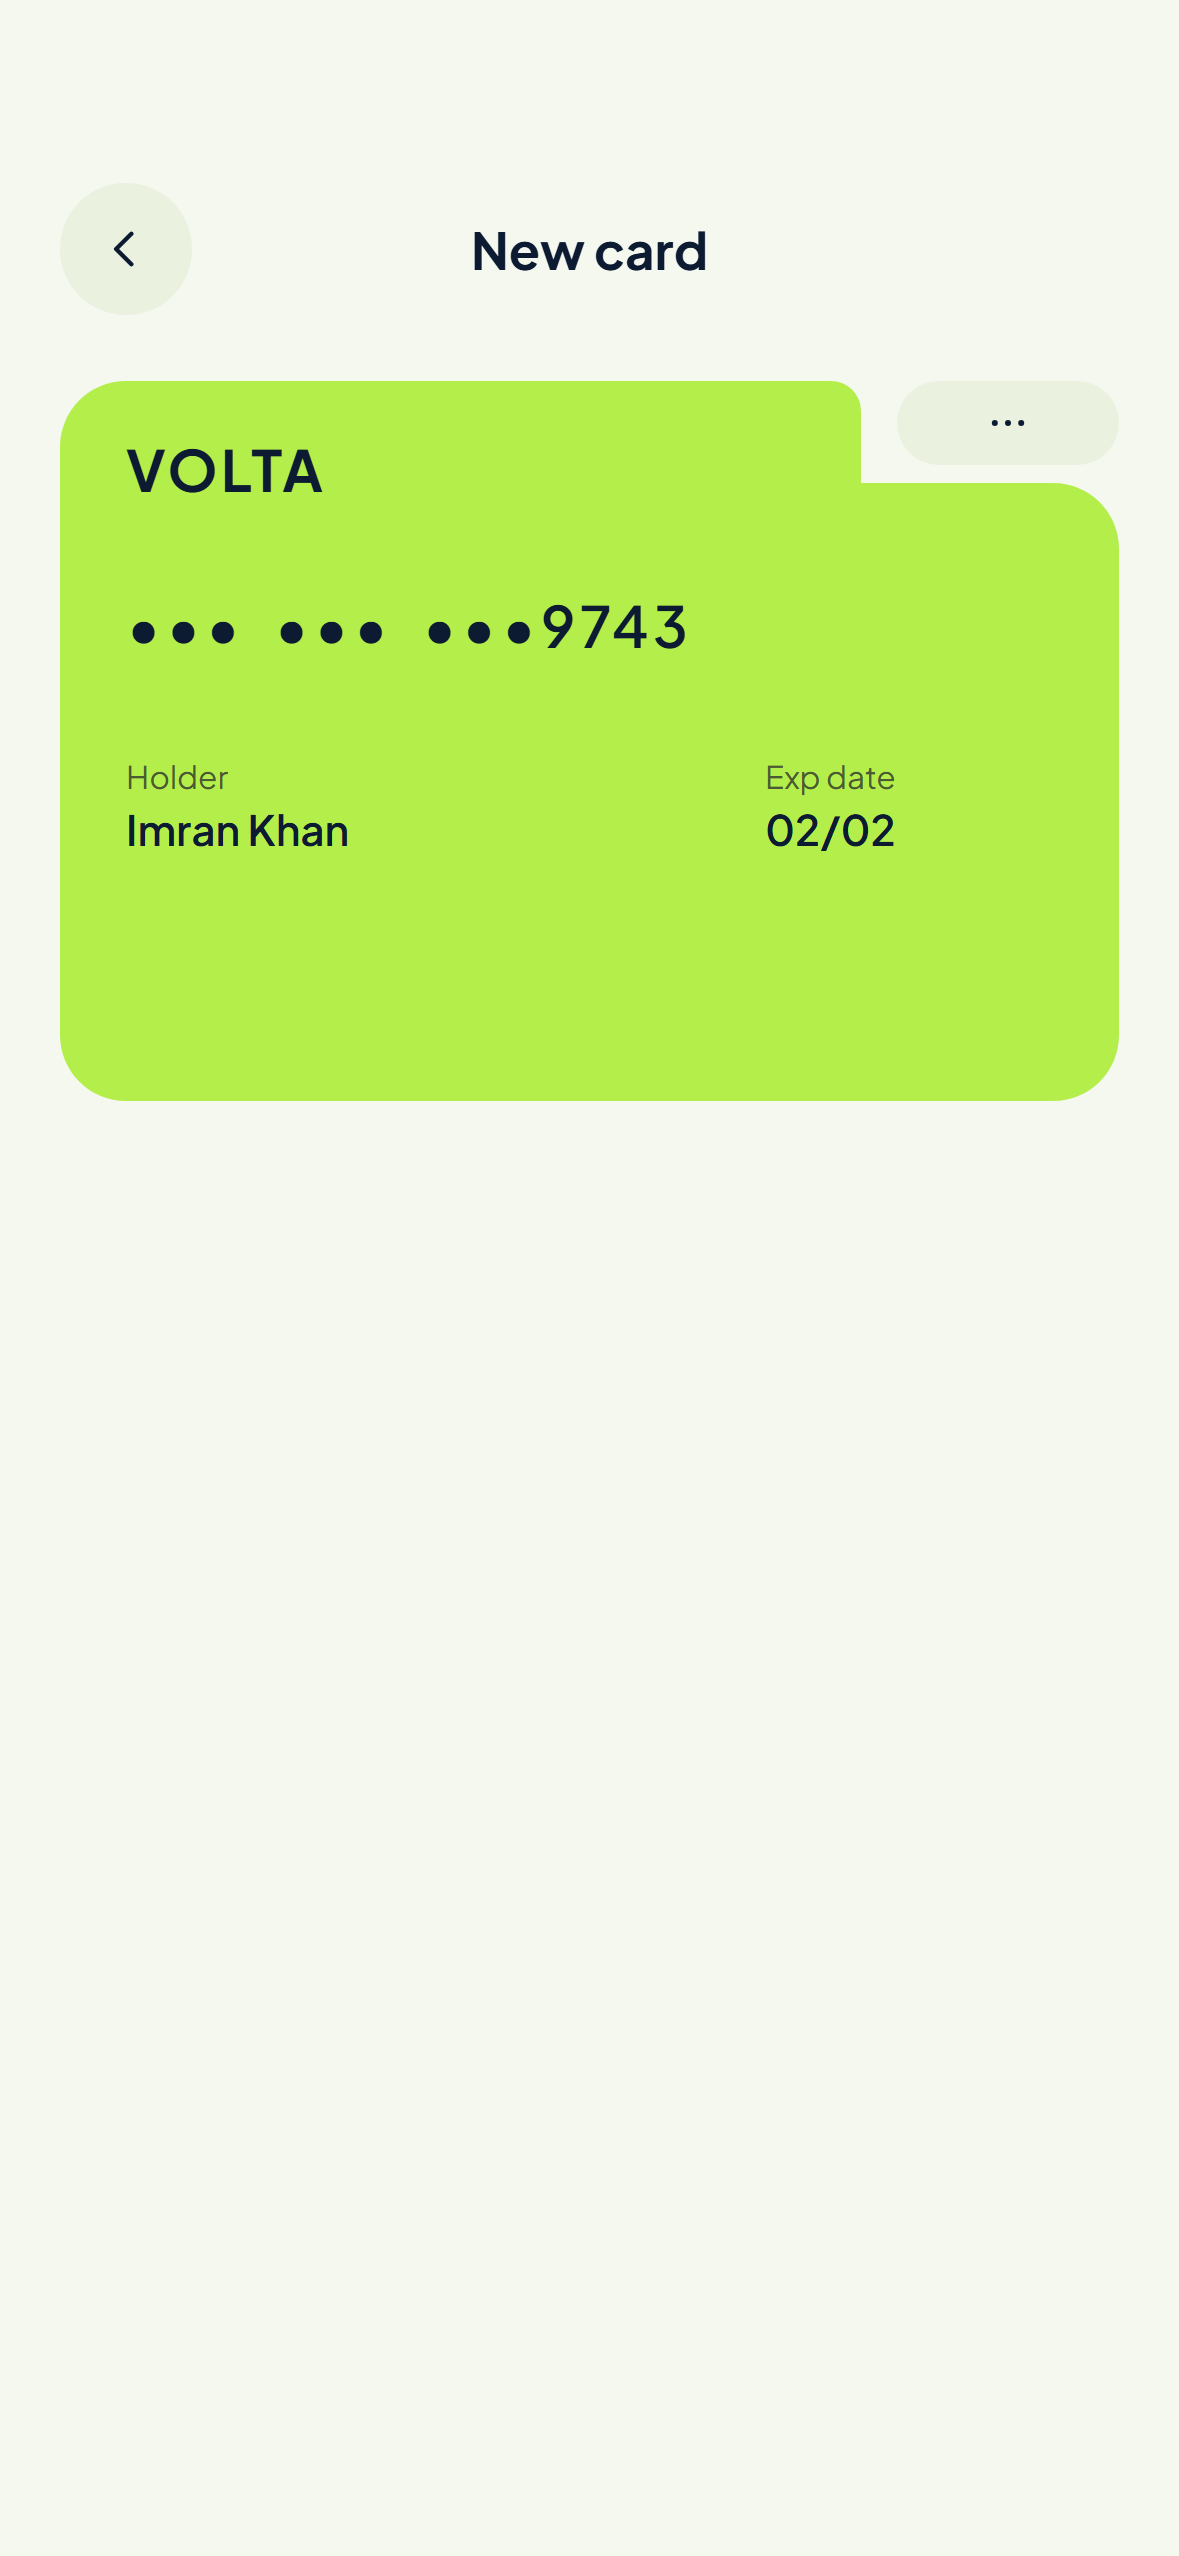 New card
...
VOLTA
●●● ●●● ●●●9743
Holder
Exp date
Imran Khan
02/02